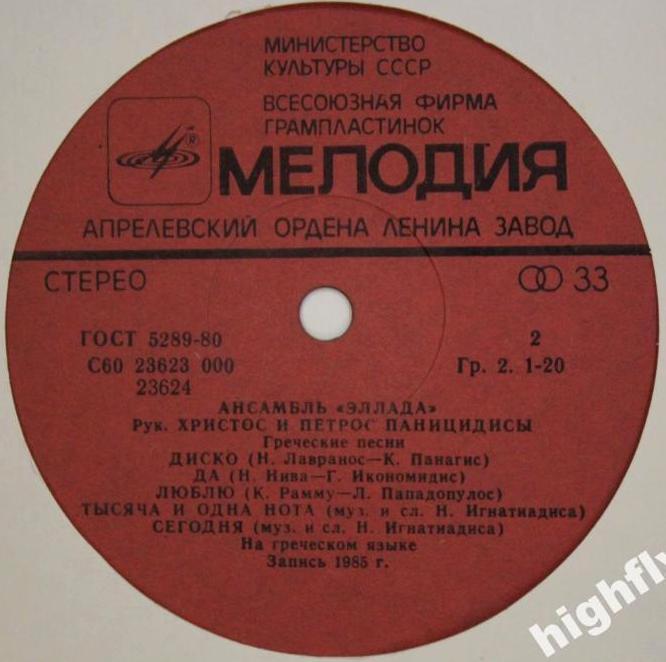 МИНИСТЕРСТВО
КУЛЬТУРЫ СССР
ВСЕСОЮЗНАЯ ФИРМА
ГРАМПЛАСТИНОК
®
МЕЛОДИЯ
АПРЕЛЕВСКИЙ ОРДЕНА ЛЕНИНА ЗАВОД
СТЕРЕО 33
ГОСТ 5289-80 2
С60 23623 000 Гр. 2. 1-20
23624
АНСАМБЛЬ «ЭЛЛАДА»
Рук. ХРИСТОС И ПЕТРОС ПАНИЦИДИСЫ
Греческие песни
ДИСКО (Н. Лавранос—К. Панагис)
ДА (Н. Нива—Г. Икономидис)
ЛЮБЛЮ (К. Рамму—Л. Пападопулос)
ТЫСЯЧА И ОДНА НОТА (муз. и сл. Н. Игнатиадиса)
СЕГОДНЯ (муз. и сл. Н. Игнатиадиса)
На греческом языке
Запись 1985 г.
highfly